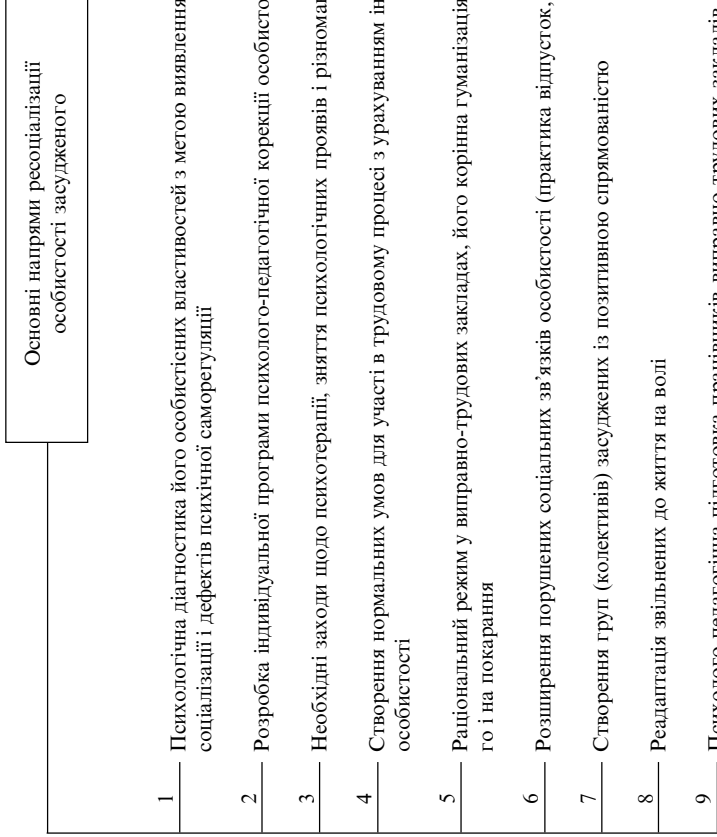 Основні напрями ресоціалізації
особистості засудженого
1 Психологічна діагностика його особистісних властивостей з метою виявлення
соціалізації і дефектів психічної саморегуляції
2 Розробка індивідуальної програми психолого-педагогічної корекції
3 Необхідні заходи щодо психотерапії, зняття психологічних проявів і
4 Створення нормальних умов для участі в трудовому процесі з урахуванням
особистості
5 Раціональний режим у виправно-трудових закладах, його корінна гуманізація
го і на покарання
6 Розширення порушених соціальних зв’язків особистості (практика відпусток,
7 Створення груп (колективів) засуджених із позитивною спрямованістю
8 Реадаптація звільнених до життя на волі
9 Психолого-педагогічна підготовка працівників виправно-трудових закладів